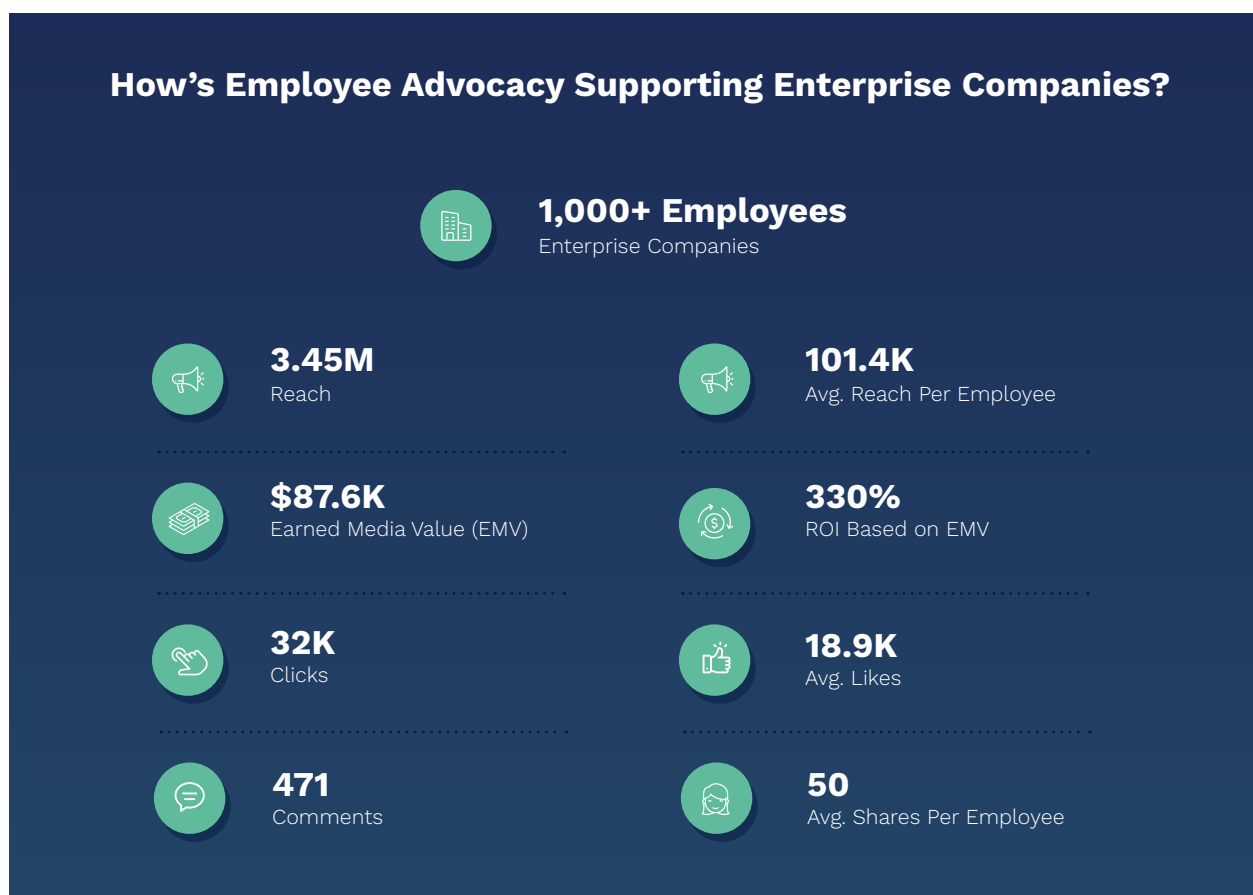 How’s Employee Advocacy Supporting Enterprise Companies?
1,000+ Employees
Enterprise Companies
3.45M
Reach
101.4K
Avg. Reach Per Employee
$87.6K
Earned Media Value (EMV)
330%
ROI Based on EMV
32K
Clicks
18.9K
Avg. Likes
471
Comments
50
Avg. Shares Per Employee